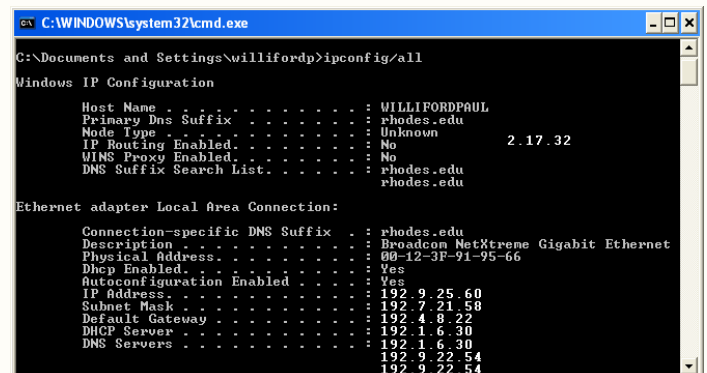 C:\WINDOWS\system32\cmd.exe
C:\Documents and Settings\willifordp>ipconfig/all
Windows IP Configuration
Host Name . . . . . . . . . . . . : WILLIFORDPAUL
Primary Dns Suffix . . . . . . . : rhodes.edu
Node Type . . . . . . . . . . . . : Unknown
IP Routing Enabled. . . . . . . . : No 2.17.32
WINS Proxy Enabled. . . . . . . . : No
DNS Suffix Search List. . . . . . : rhodes.edu
rhodes.edu
Ethernet adapter Local Area Connection:
Connection-specific DNS Suffix . : rhodes.edu
Description . . . . . . . . . . . : Broadcom NetXtreme Gigabit Ethernet
Physical Address. . . . . . . . . : 00-12-3F-91-95-66
Dhcp Enabled. . . . . . . . . . . : Yes
Autoconfiguration Enabled . . . . : Yes
IP Address. . . . . . . . . . . . : 192.9.25.60
Subnet Mask . . . . . . . . . . . : 192.7.21.58
Default Gateway . . . . . . . . . : 192.4.8.22
DHCP Server . . . . . . . . . . . : 192.1.6.30
DNS Servers . . . . . . . . . . . : 192.1.6.30
192.9.22.54
192.9.22.54